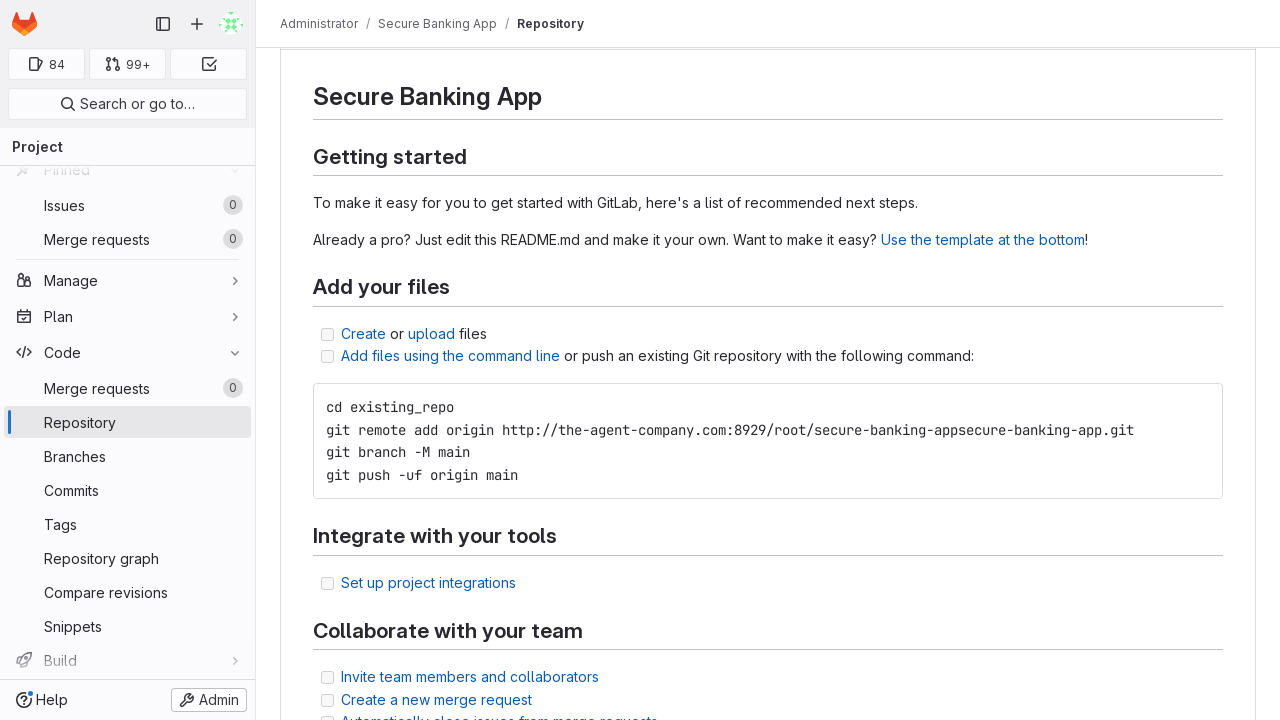 Administrator / Secure Banking App / Repository
84
99+
Search or go to...
Project
Pinned
Issues 0
Merge requests 0
Manage
Plan
Code
Merge requests 0
Repository
Branches
Commits
Tags
Repository graph
Compare revisions
Snippets
Build
Help
Admin
Secure Banking App
Getting started
To make it easy for you to get started with GitLab, here's a list of recommended next steps.
Already a pro? Just edit this README.md and make it your own. Want to make it easy? Use the template at the bottom!
Add your files
Create or upload files
Add files using the command line or push an existing Git repository with the following command:
cd existing_repo
git remote add origin http://the-agent-company.com:8929/root/secure-banking-appsecure-banking-app.git
git branch -M main
git push -uf origin main
Integrate with your tools
Set up project integrations
Collaborate with your team
Invite team members and collaborators
Create a new merge request
Automatically close issues from merge requests